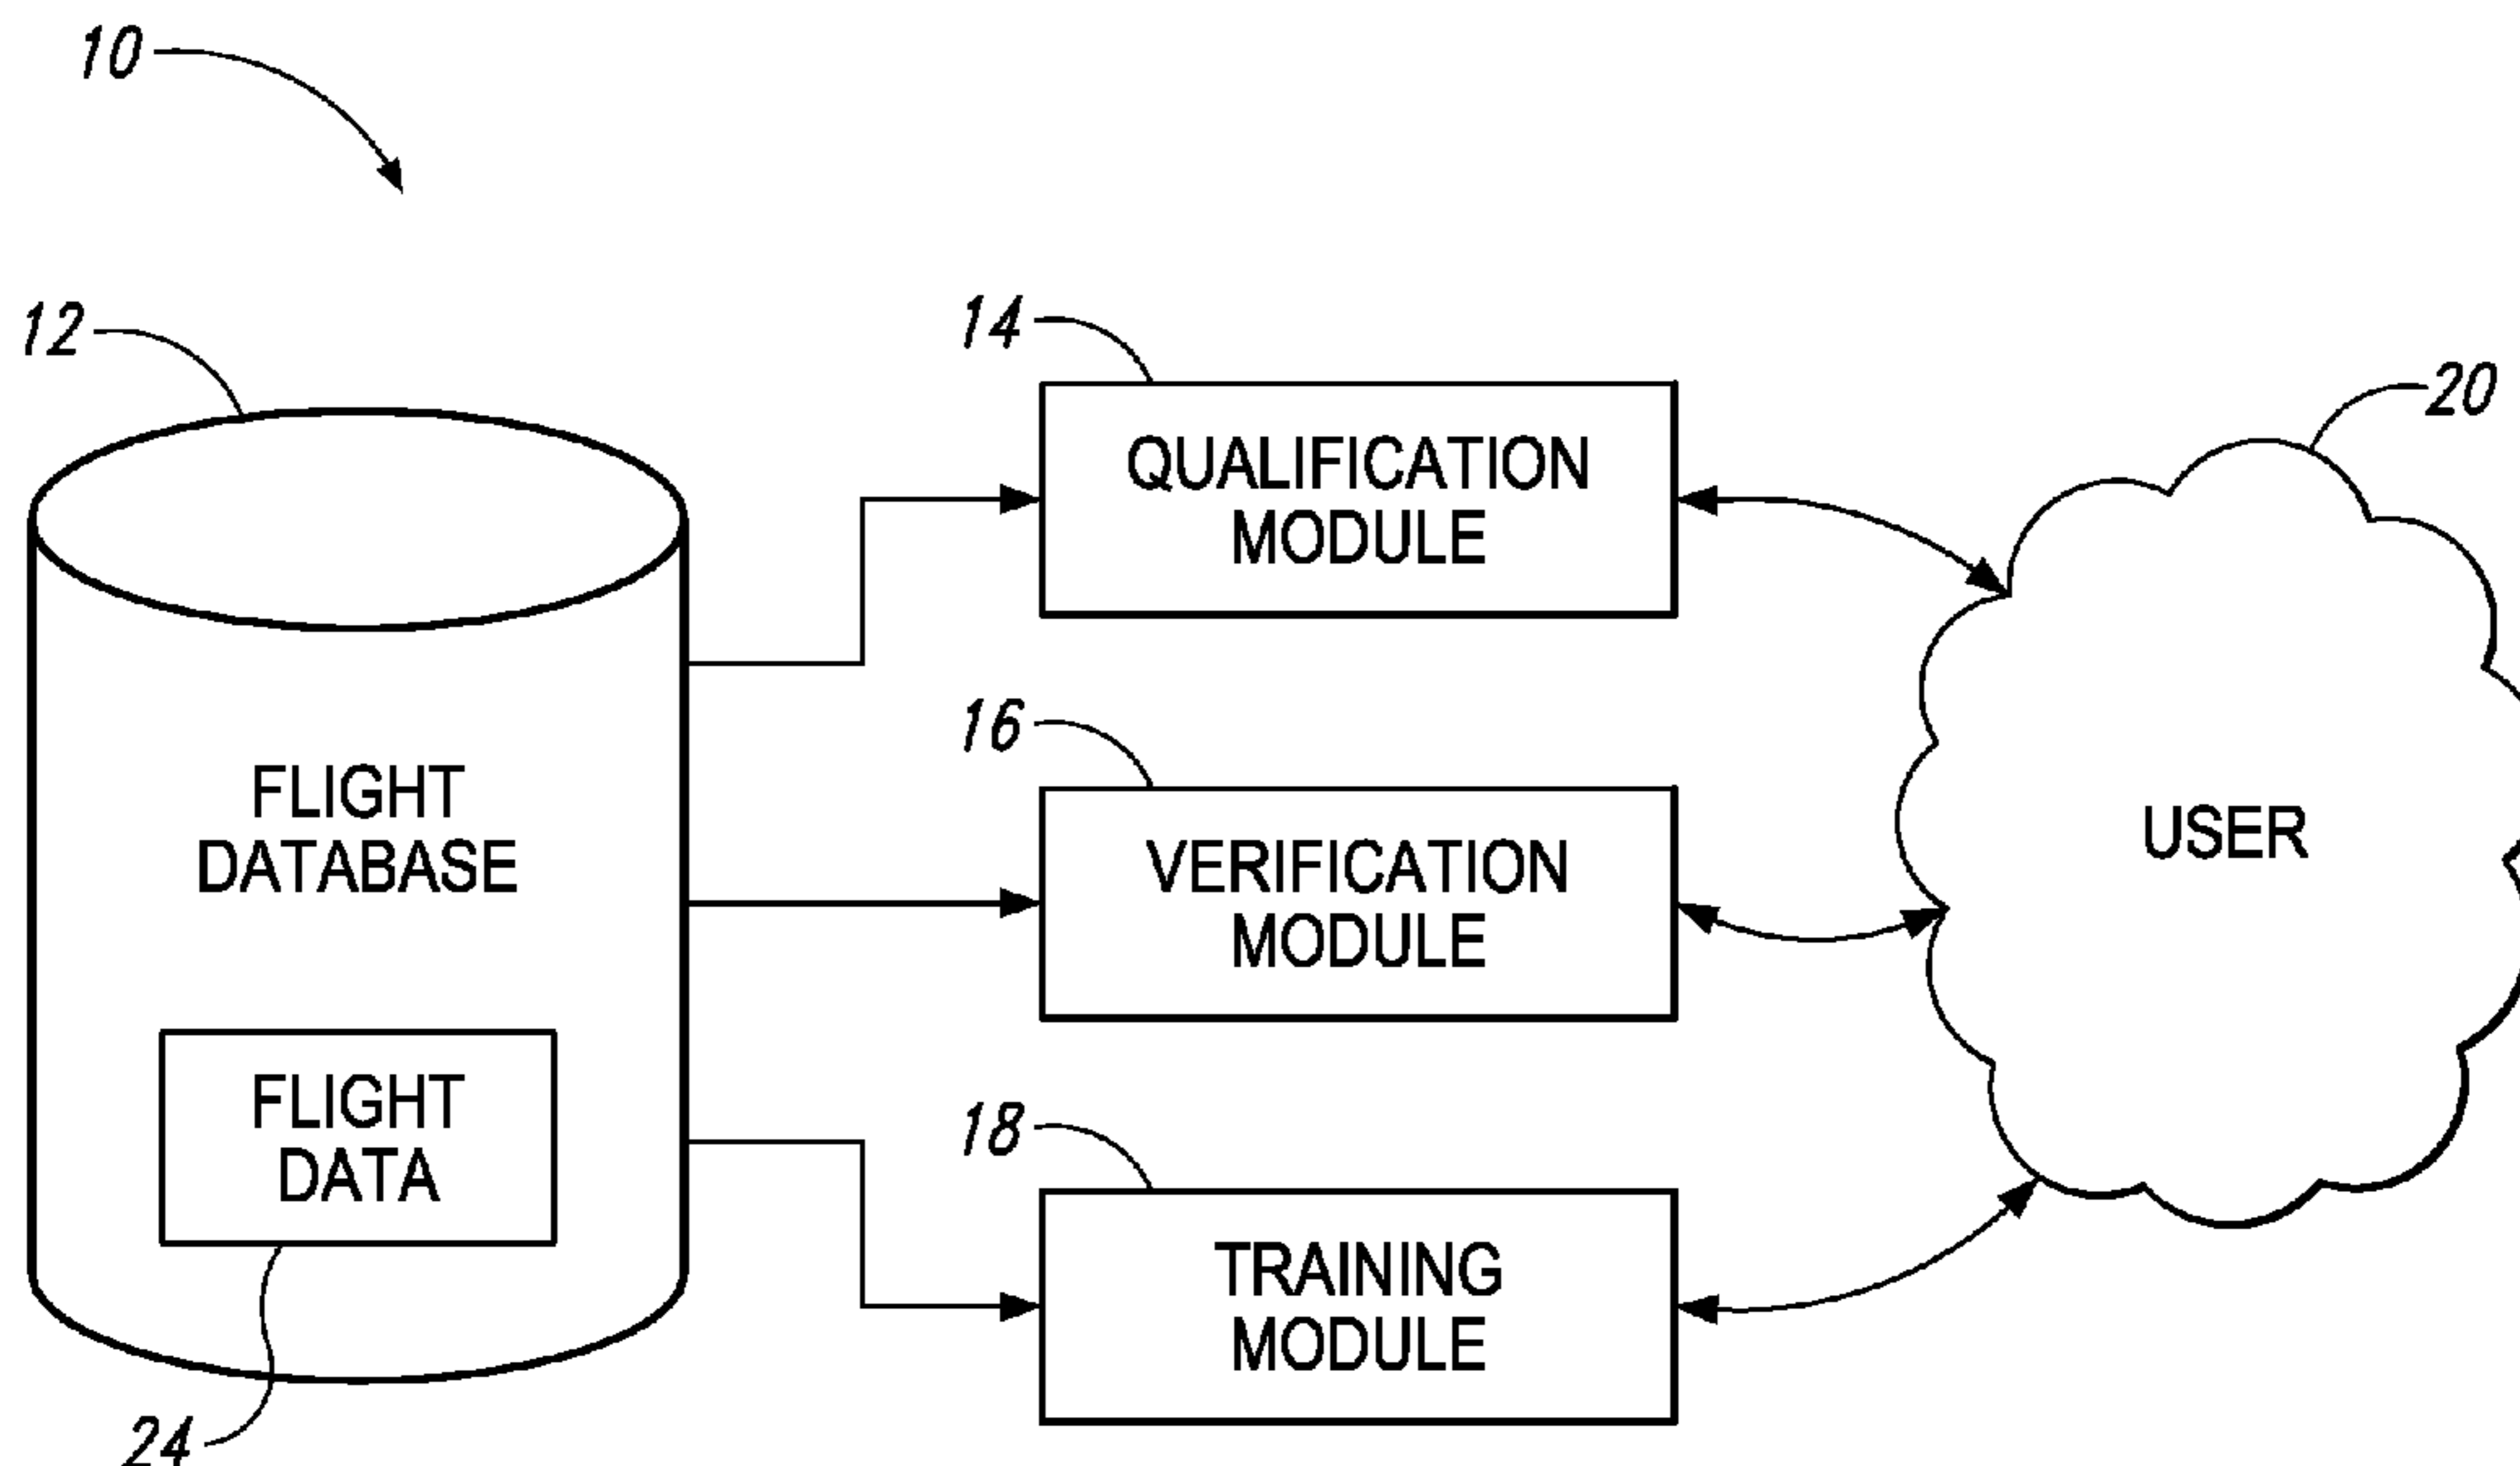 10
12
14
20
QUALIFICATION
MODULE
16
FLIGHT
DATABASE
VERIFICATION
MODULE
USER
FLIGHT
DATA
18
TRAINING
MODULE
24